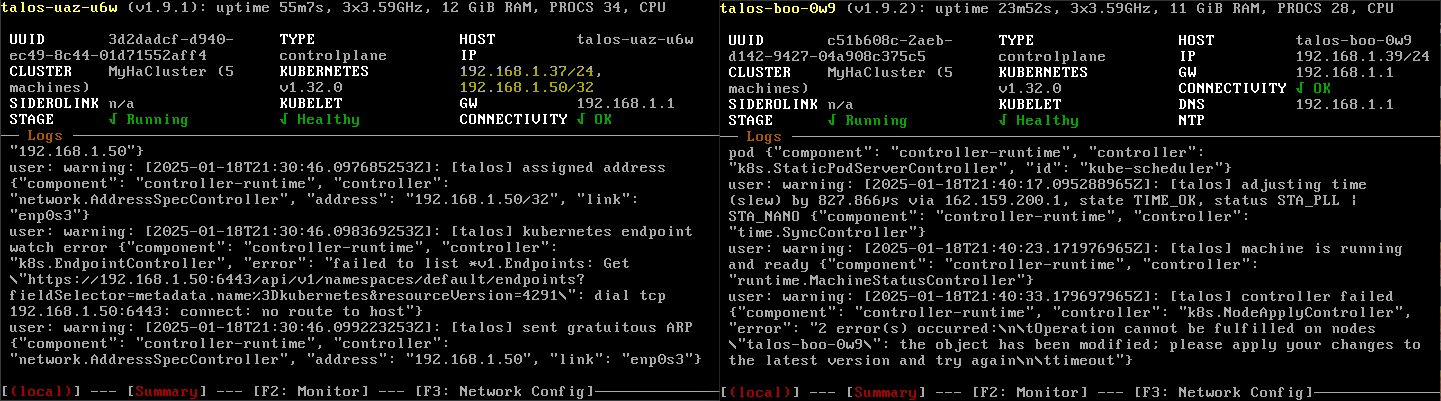 talos-uaz-u6w (v1.9.1): uptime 55m7s, 3x3.59GHz, 12 GiB RAM, PROCS 34, CPU
UUID 3d2dadcf-d940- TYPE HOST talos-uaz-u6w
ec49-8c44-01d71552aff4 controlplane IP
CLUSTER MyHaCluster (5 KUBERNETES 192.168.1.37/24,
machines) v1.32.0 192.168.1.50/32
SIDEROLINK n/a KUBELET GW 192.168.1.1
STAGE √ Running √ Healthy CONNECTIVITY √ OK
Logs
"192.168.1.50"}
user: warning: [2025-01-18T21:30:46.097685253Z]: [talos] assigned address
{"component": "controller-runtime", "controller":
"network.AddressSpecController", "address": "192.168.1.50/32", "link":
"enp0s3"}
user: warning: [2025-01-18T21:30:46.098369253Z]: [talos] kubernetes endpoint
watch error {"component": "controller-runtime", "controller":
"k8s.EndpointController", "error": "failed to list *v1.Endpoints: Get
\"https://192.168.1.50:6443/api/v1/namespaces/default/endpoints?
fieldSelector=metadata.name%3Dkubernetes&resourceVersion=4291\": dial tcp
192.168.1.50:6443: connect: no route to host"}
user: warning: [2025-01-18T21:30:46.099223253Z]: [talos] sent gratuitous ARP
{"component": "controller-runtime", "controller":
"network.AddressSpecController", "address": "192.168.1.50", "link": "enp0s3"}
[(local)] --- [Summary] --- [F2: Monitor] --- [F3: Network Config]
talos-boo-0w9 (v1.9.2): uptime 23m52s, 3x3.59GHz, 11 GiB RAM, PROCS 28, CPU
UUID c51b608c-2aeb- TYPE HOST talos-boo-0w9
d142-9427-04a908c375c5 controlplane IP 192.168.1.39/24
CLUSTER MyHaCluster (5 KUBERNETES GW 192.168.1.1
machines) v1.32.0 CONNECTIVITY √ OK
SIDEROLINK n/a KUBELET DNS 192.168.1.1
STAGE √ Running √ Healthy NTP
Logs
pod {"component": "controller-runtime", "controller":
"k8s.StaticPodServerController", "id": "kube-scheduler"}
user: warning: [2025-01-18T21:40:17.095288965Z]: [talos] adjusting time
(slew) by 827.866µs via 162.159.200.1, state TIME_OK, status STA_PLL |
STA_NANO {"component": "controller-runtime", "controller":
"time.SyncController"}
user: warning: [2025-01-18T21:40:23.171976965Z]: [talos] machine is running
and ready {"component": "controller-runtime", "controller":
"runtime.MachineStatusController"}
user: warning: [2025-01-18T21:40:33.179697965Z]: [talos] controller failed
{"component": "controller-runtime", "controller": "k8s.NodeApplyController",
"error": "2 error(s) occurred:\n\tOperation cannot be fulfilled on nodes
\"talos-boo-0w9\": the object has been modified; please apply your changes to
the latest version and try again\n\ttimeout"}
[(local)] --- [Summary] --- [F2: Monitor] --- [F3: Network Config]